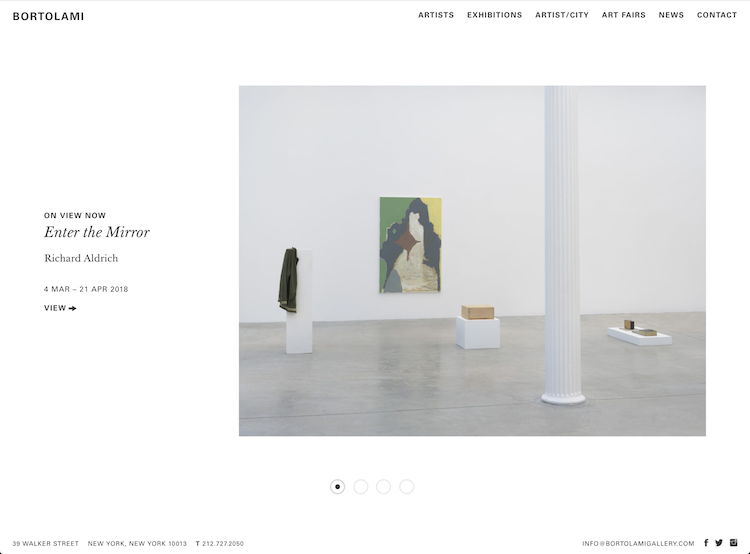 BORTOLAMI
ARTISTS EXHIBITIONS ARTIST/CITY ART FAIRS NEWS CONTACT
ON VIEW NOW
Enter the Mirror
Richard Aldrich
4 MAR – 21 APR 2018
VIEW
39 WALKER STREET NEW YORK, NEW YORK 10013 T 212.727.2050
INFO@BORTOLAMIGALLERY.COM